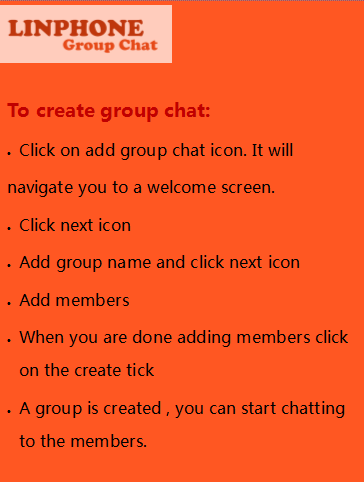 LINPHONE
Group Chat
To create group chat:
• Click on add group chat icon. It will
navigate you to a welcome screen.
• Click next icon
• Add group name and click next icon
• Add members
• When you are done adding members click
on the create tick
• A group is created , you can start chatting
to the members.